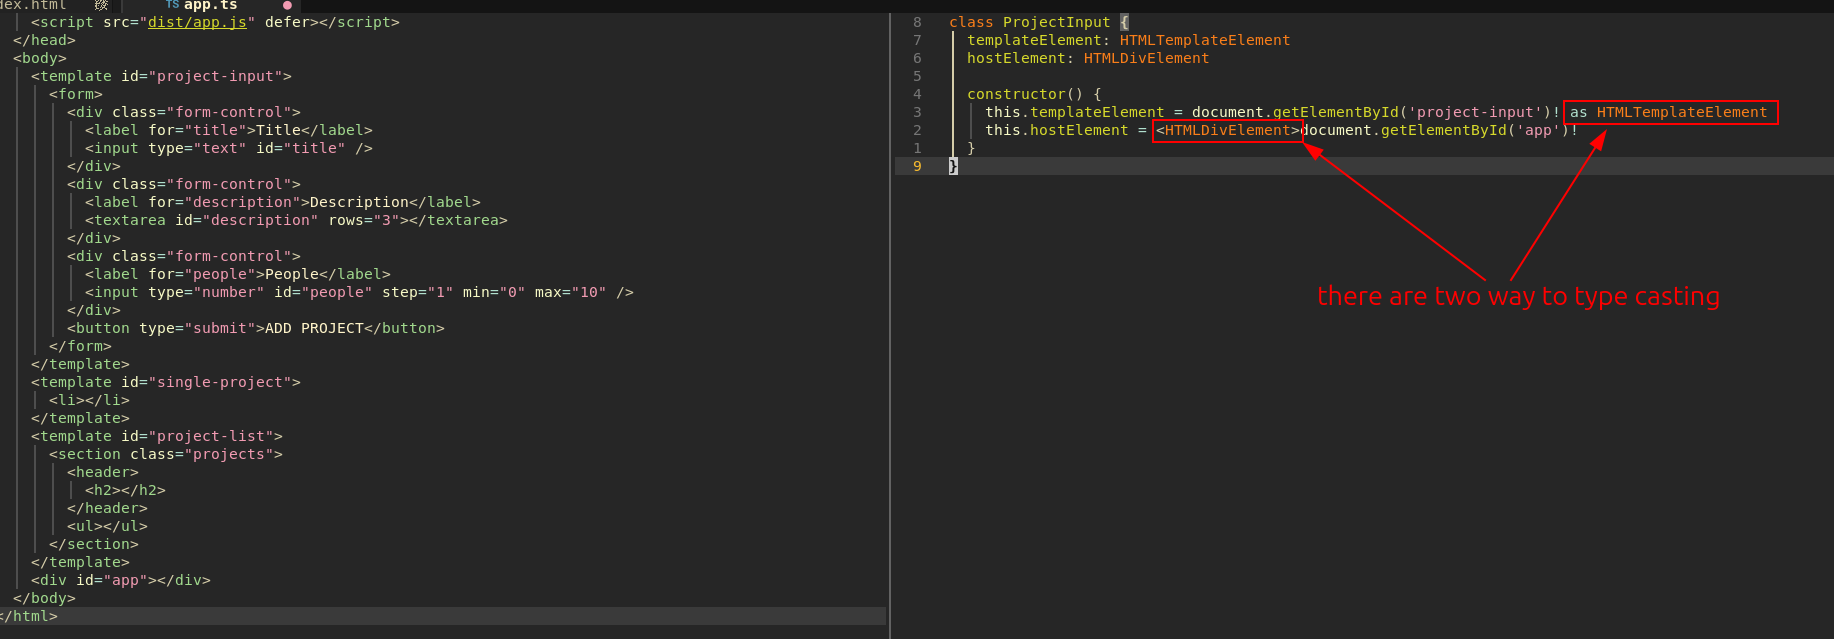 dex.html
TS app.ts
<script src="dist/app.js" defer></script>
</head>
<body>
<template id="project-input">
<form>
<div class="form-control">
<label for="title">Title</label>
<input type="text" id="title" />
</div>
<div class="form-control">
<label for="description">Description</label>
<textarea id="description" rows="3"></textarea>
</div>
<div class="form-control">
<label for="people">People</label>
<input type="number" id="people" step="1" min="0" max="10" />
</div>
<button type="submit">ADD PROJECT</button>
</form>
</template>
<template id="single-project">
<li></li>
</template>
<template id="project-list">
<section class="projects">
<header>
<h2></h2>
</header>
<ul></ul>
</section>
</template>
<div id="app"></div>
</body>
</html>
8 class ProjectInput {
7 templateElement: HTMLTemplateElement
6 hostElement: HTMLDivElement
5
4 constructor() {
3 this.templateElement = document.getElementById('project-input')! as HTMLTemplateElement
2 this.hostElement = <HTMLDivElement>document.getElementById('app')!
1 }
9 }
there are two way to type casting